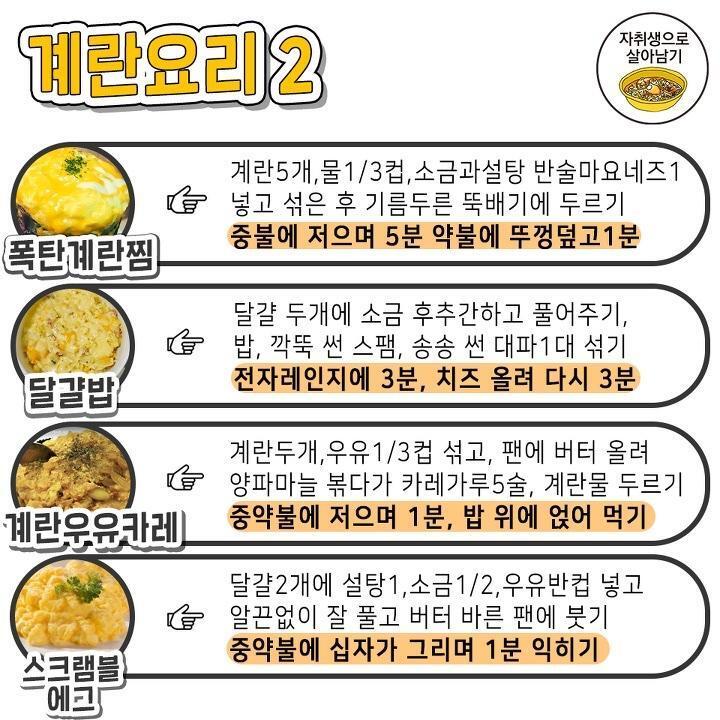 계란요리 2
자취생으로
살아남기
계란5개,물1/3컵,소금과설탕 반술마요네즈1
넣고 섞은 후 기름두른 뚝배기에 두르기
중불에 저으며 5분 약불에 뚜껑덮고1분
폭탄계란찜
달걀 두개에 소금 후추간하고 풀어주기,
밥, 깍뚝 썬 스팸, 송송 썬 대파1대 섞기
전자레인지에 3분, 치즈 올려 다시 3분
달걀밥
계란두개,우유1/3컵 섞고, 팬에 버터 올려
양파마늘 볶다가 카레가루5술, 계란물 두르기
중약불에 저으며 1분, 밥 위에 얹어 먹기
계란우유카레
달걀2개에 설탕1,소금1/2,우유반컵 넣고
알끈없이 잘 풀고 버터 바른 팬에 붓기
중약불에 십자가 그리며 1분 익히기
스크램블
에그